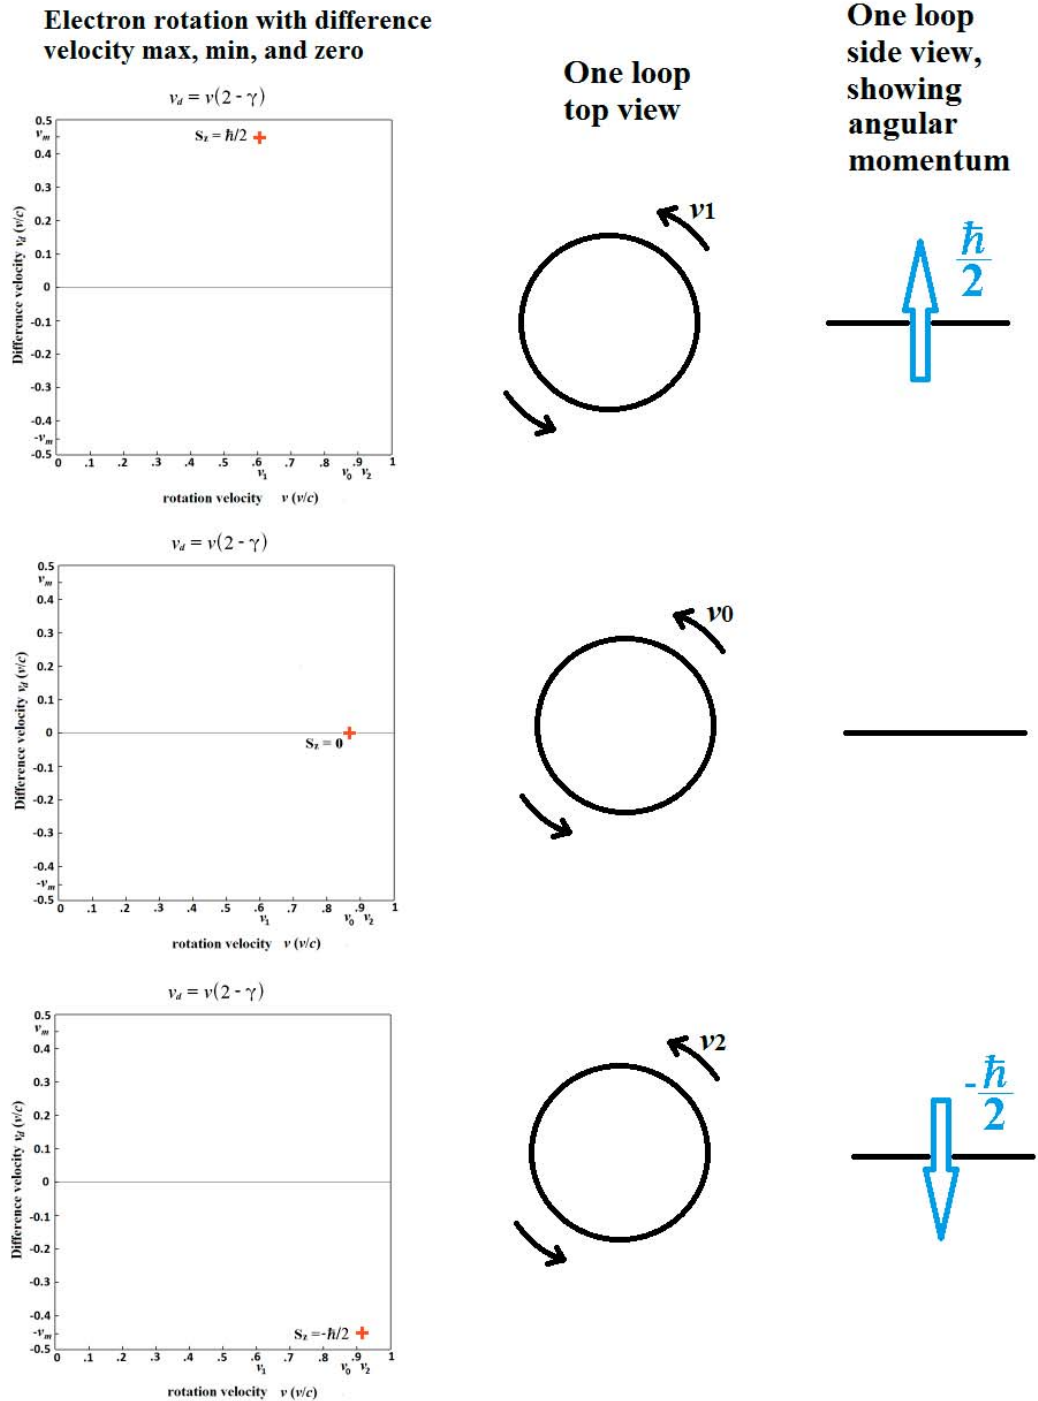 Electron rotation with difference
velocity max, min, and zero
One loop
top view
One loop
side view,
showing
angular
momentum
v_d = v(2 - γ)
0.5
v_m
0.4
0.3
0.2
0.1
0
-0.1
-0.2
-0.3
-0.4
-v_m
-0.5
Difference velocity v_d (v/c)
S_z = ħ/2
0 .1 .2 .3 .4 .5 .6 .7 .8 .9 1
v_1 v_0 v_2
rotation velocity v (v/c)
v1
ħ
2
v_d = v(2 - γ)
0.5
v_m
0.4
0.3
0.2
0.1
0
-0.1
-0.2
-0.3
-0.4
-v_m
-0.5
Difference velocity v_d (v/c)
S_z = 0
0 .1 .2 .3 .4 .5 .6 .7 .8 .9 1
v_1 v_0 v_2
rotation velocity v (v/c)
v0
v_d = v(2 - γ)
0.5
v_m
0.4
0.3
0.2
0.1
0
-0.1
-0.2
-0.3
-0.4
-v_m
-0.5
Difference velocity v_d (v/c)
S_z =-ħ/2
0 .1 .2 .3 .4 .5 .6 .7 .8 .9 1
v_1 v_0 v_2
rotation velocity v (v/c)
v2
-ħ
2